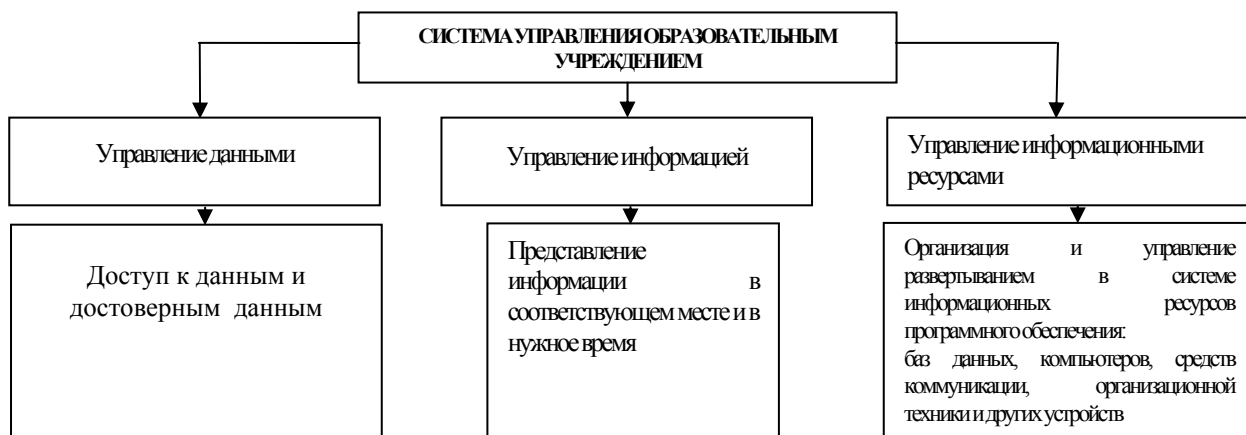 СИСТЕМА УПРАВЛЕНИЯ ОБРАЗОВАТЕЛЬНЫМ
УЧРЕЖДЕНИЕМ
Управление данными
Управление информацией
Управление информационными
ресурсами
Доступ к данным и
достоверным данным
Представление
информации в
соответствующем месте и в
нужное время
Организация и управление
развертыванием в системе
информационных ресурсов
программного обеспечения:
баз данных, компьютеров, средств
коммуникации, организационной
техники и других устройств